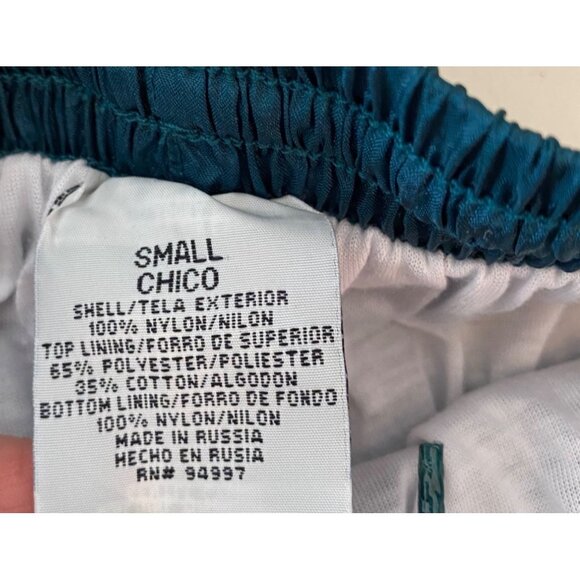 SMALL
CHICO
SHELL/TELA EXTERIOR
100% NYLON/NILON
TOP LINING/FORRO DE SUPERIOR
65% POLYESTER/POLIESTER
35% COTTON/ALGODON
BOTTOM LINING/FORRO DE FONDO
100% NYLON/NILON
MADE IN RUSSIA
HECHO EN RUSIA
RN# 94997